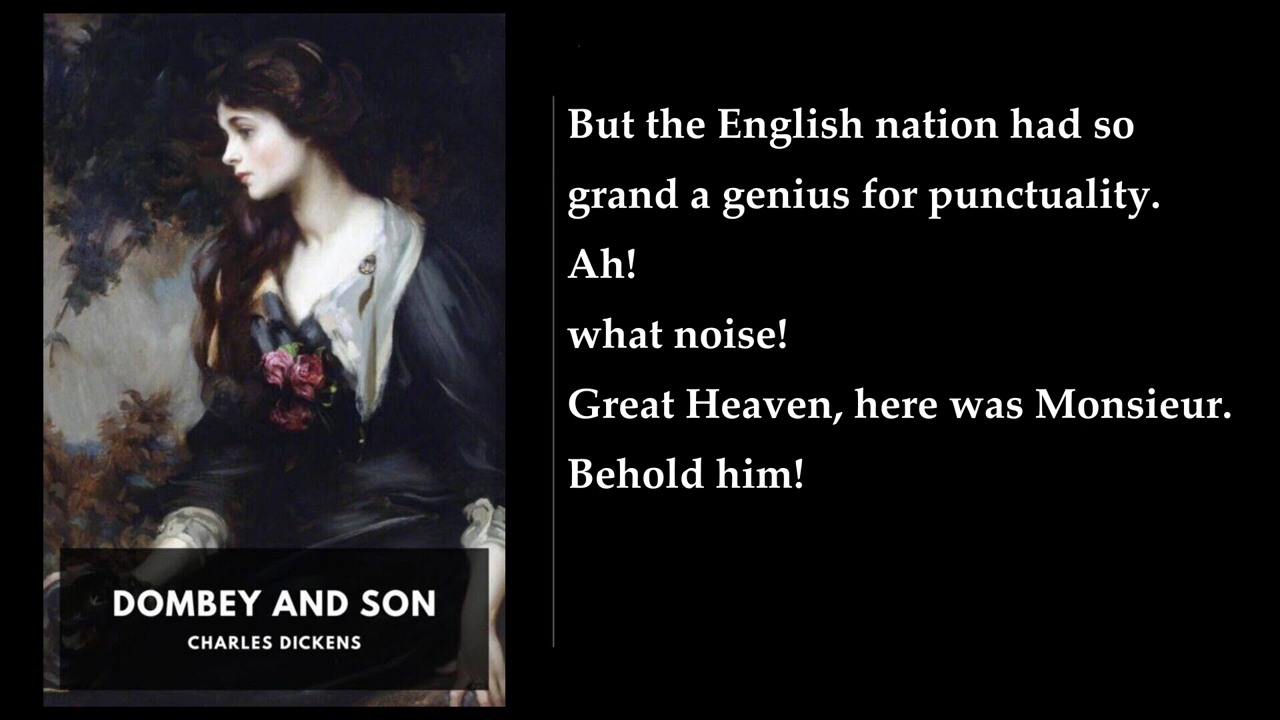 DOMBEY AND SON
CHARLES DICKENS
But the English nation had so
grand a genius for punctuality.
Ah!
what noise!
Great Heaven, here was Monsieur.
Behold him!